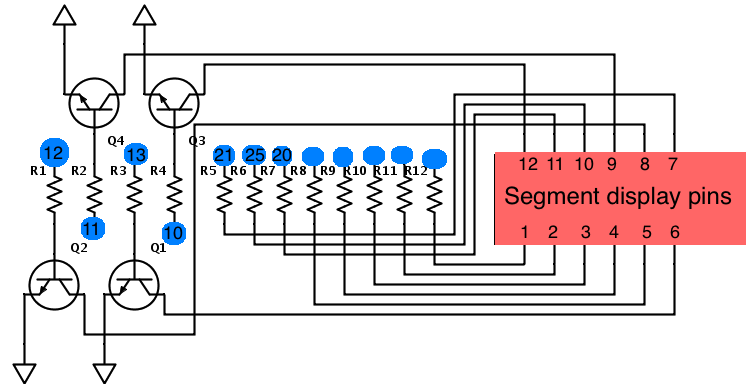 Q4
Q3
12
13
21
25
20
R1
R2
R3
R4
R5
R6
R7
R8
R9
R10
R11
R12
11
10
Q2
Q1
12 11 10 9 8 7
Segment display pins
1 2 3 4 5 6